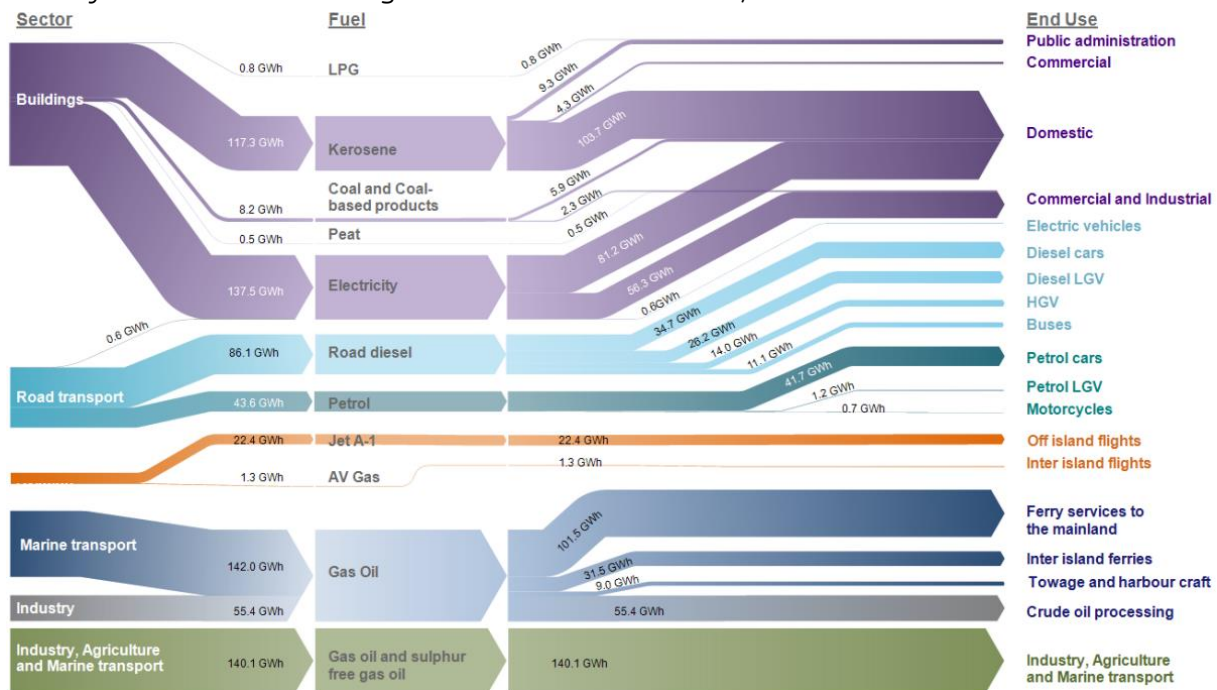 Sector
Fuel
End Use
Buildings
0.8 GWh
LPG
0.8 GWh
Public administration
9.3 GWh
Commercial
4.3 GWh
117.3 GWh
Kerosene
103.7 GWh
Domestic
8.2 GWh
Coal and Coal-
based products
5.9 GWh
2.3 GWh
0.5 GWh
Peat
0.5 GWh
Commercial and Industrial
137.5 GWh
Electricity
81.2 GWh
56.3 GWh
0.6GWh
Electric vehicles
0.6 GWh
Road transport
86.1 GWh
Road diesel
34.7 GWh
Diesel cars
26.2 GWh
Diesel LGV
14.0 GWh
HGV
11.1 GWh
Buses
43.6 GWh
Petrol
41.7 GWh
Petrol cars
1.2 GWh
Petrol LGV
0.7 GWh
Motorcycles
22.4 GWh
Jet A-1
22.4 GWh
Off island flights
1.3 GWh
AV Gas
1.3 GWh
Inter island flights
Marine transport
142.0 GWh
Gas Oil
101.5 GWh
Ferry services to
the mainland
31.5 GWh
Inter island ferries
9.0 GWh
Towage and harbour craft
Industry
55.4 GWh
55.4 GWh
Crude oil processing
Industry, Agriculture
and Marine transport
140.1 GWh
Gas oil and sulphur
free gas oil
140.1 GWh
Industry, Agriculture
and Marine transport